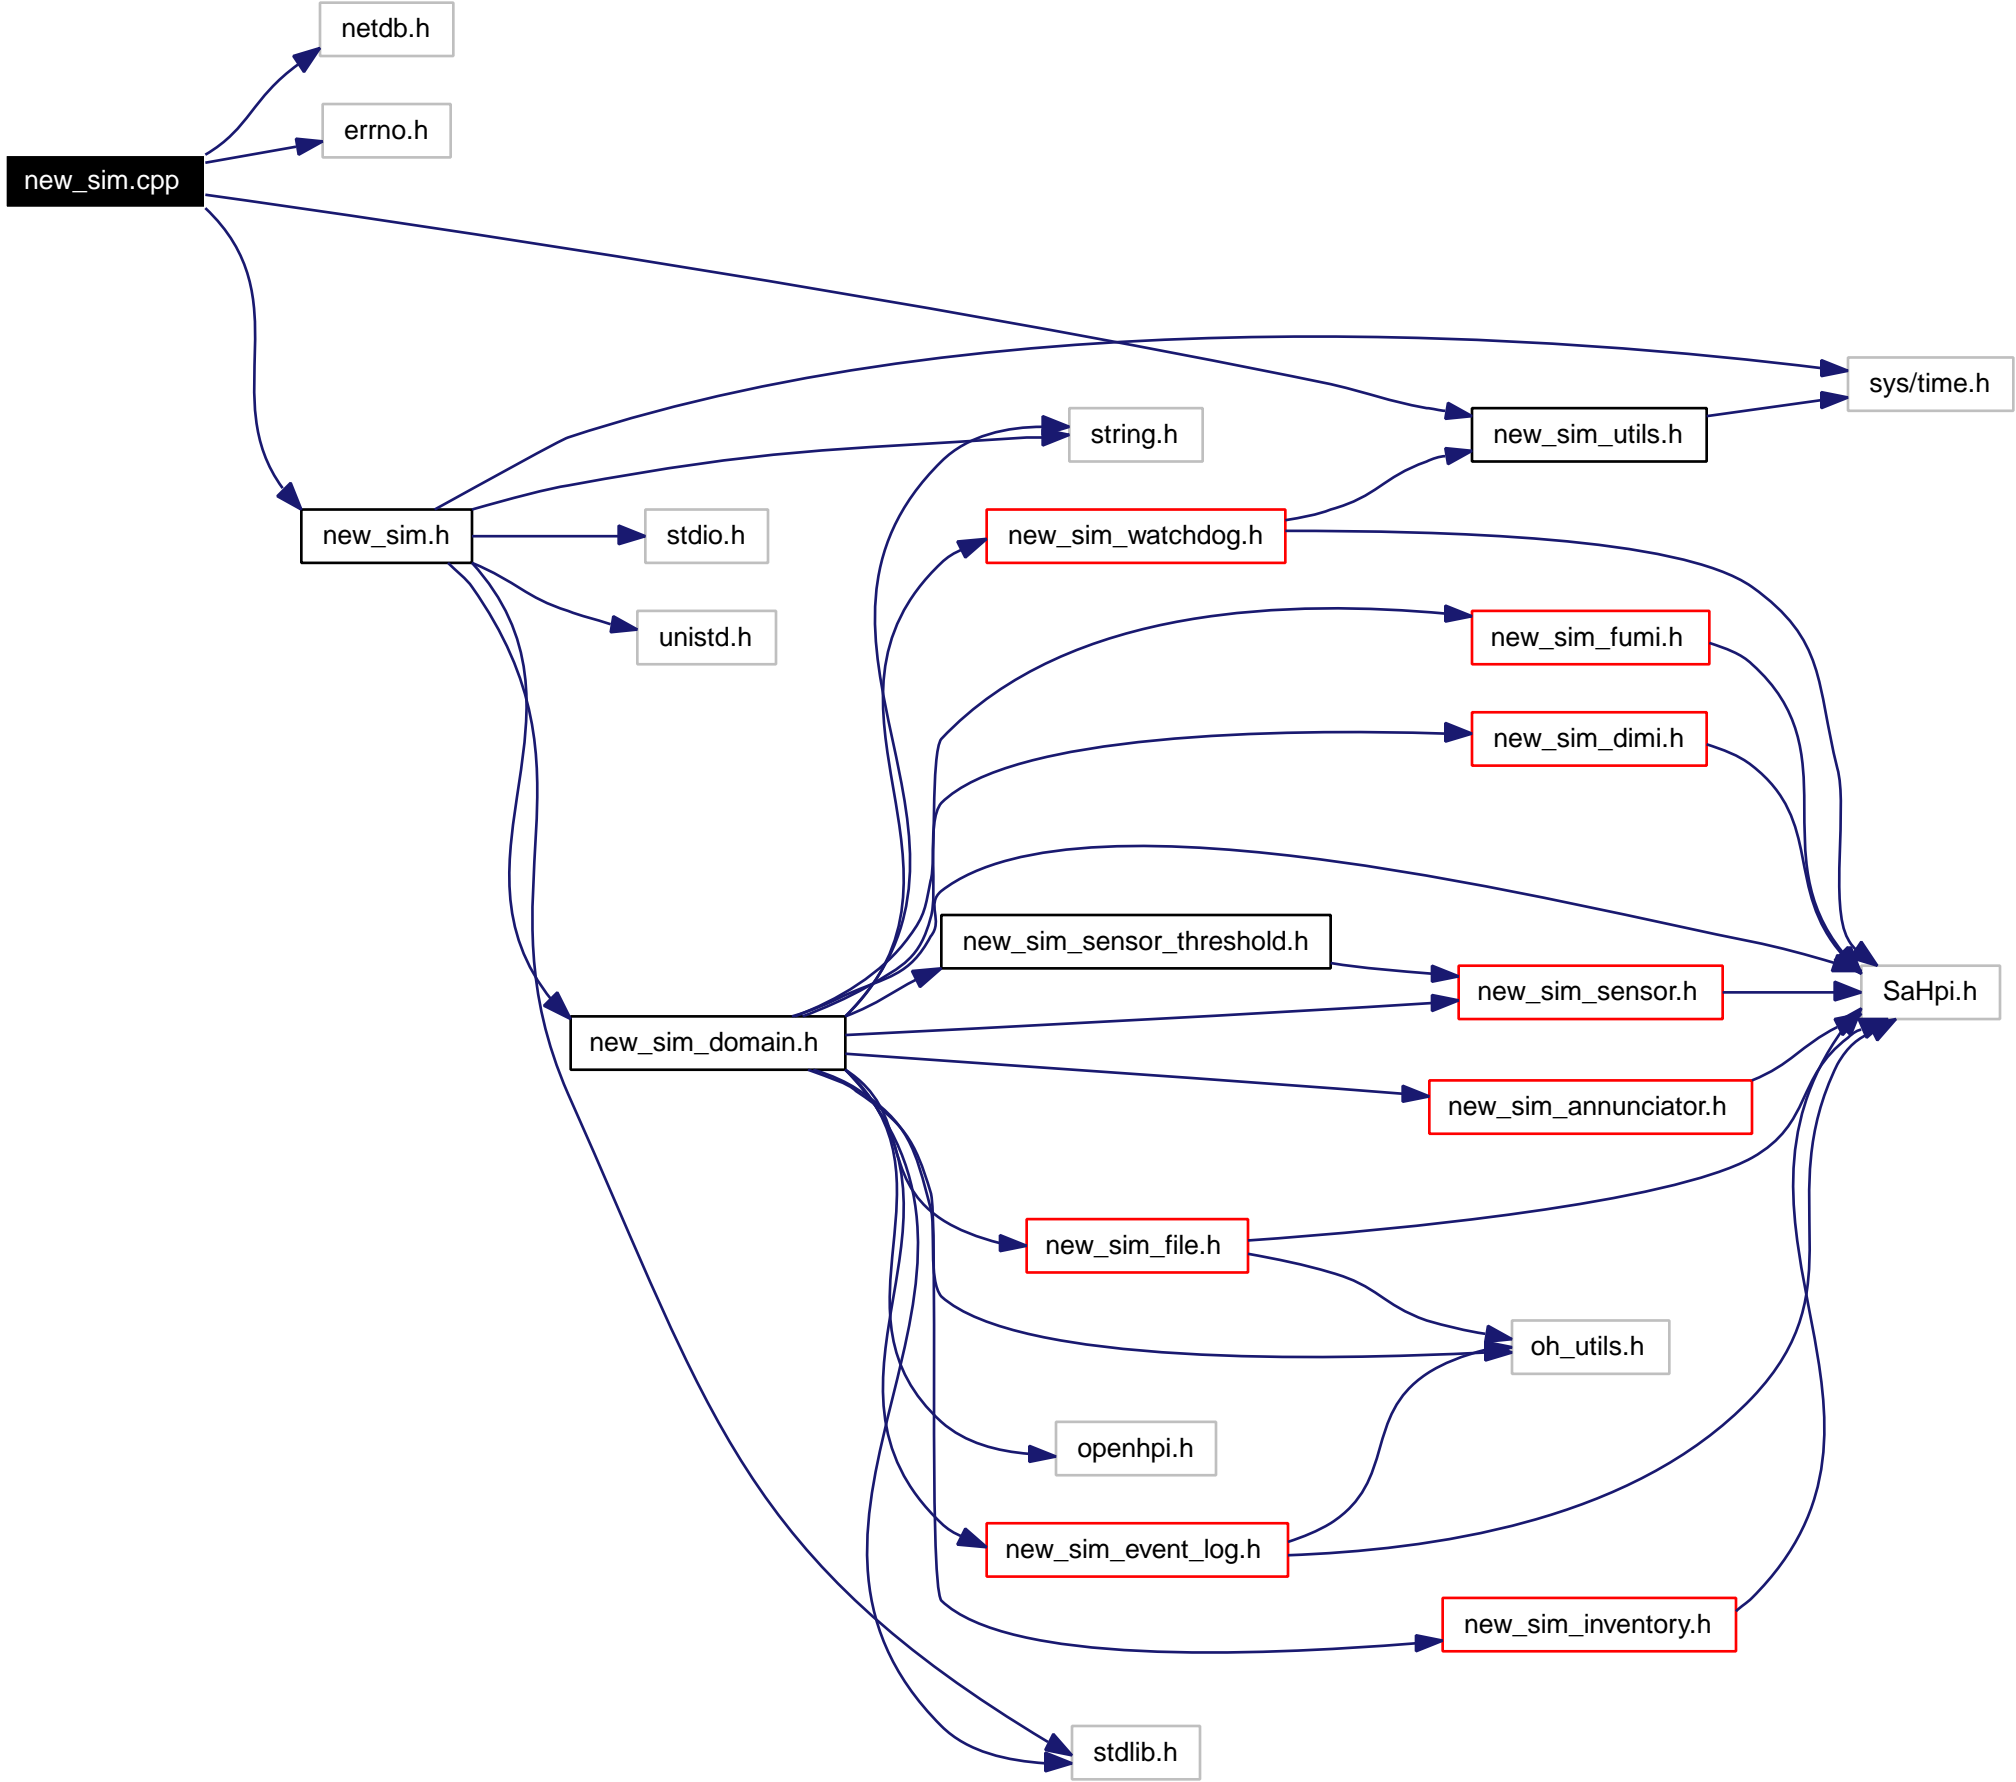 netdb.h
errno.h
new_sim.cpp
sys/time.h
string.h
new_sim_utils.h
new_sim.h
stdio.h
new_sim_watchdog.h
unistd.h
new_sim_fumi.h
new_sim_dimi.h
new_sim_sensor_threshold.h
new_sim_sensor.h
SaHpi.h
new_sim_domain.h
new_sim_annunciator.h
new_sim_file.h
oh_utils.h
openhpi.h
new_sim_event_log.h
new_sim_inventory.h
stdlib.h